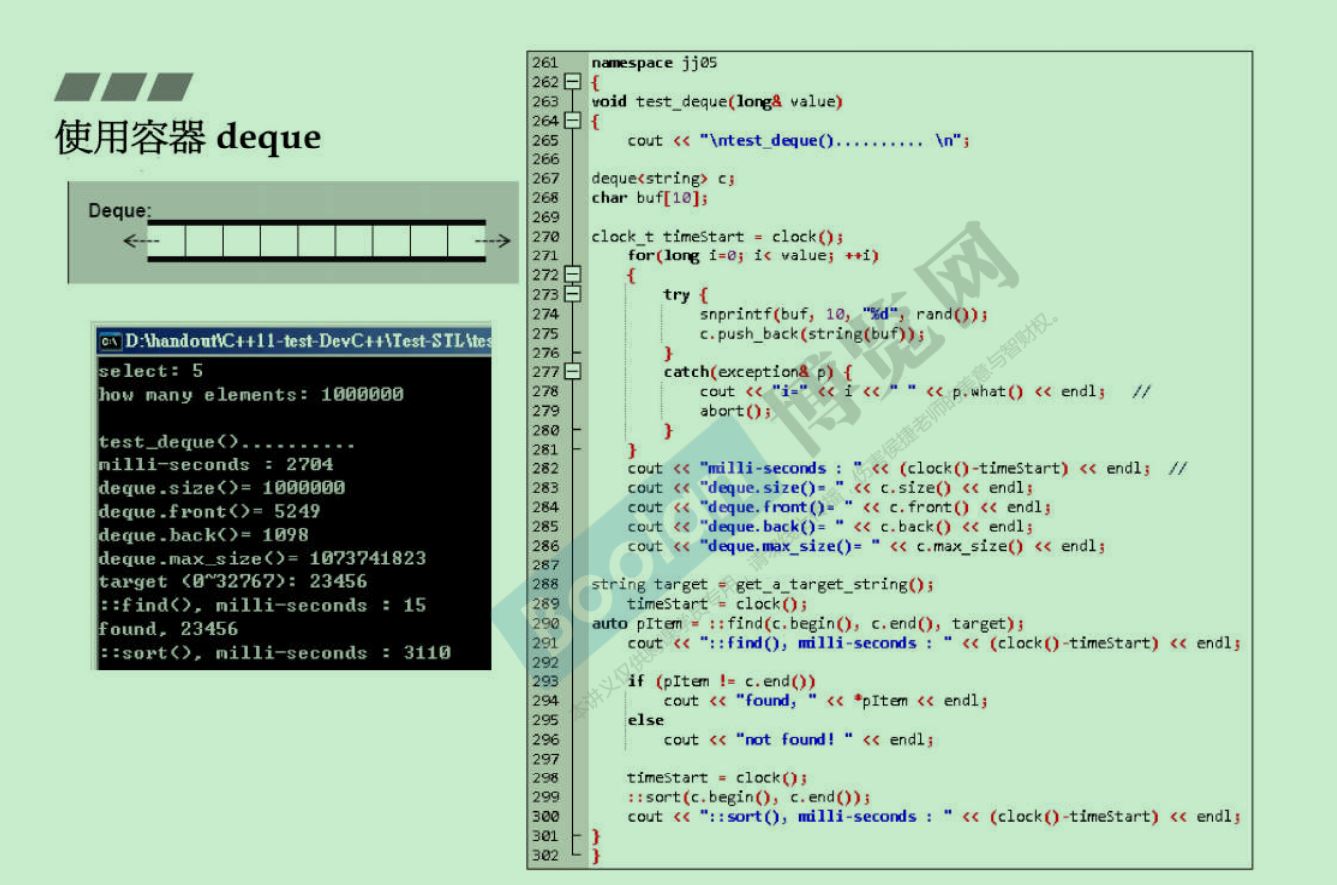 使用容器 deque
Deque:
D:\handout\C++11-test-DevC++\Test-STL\tes
select: 5
how many elements: 1000000
test_deque()..........
milli-seconds : 2704
deque.size()= 1000000
deque.front()= 5249
deque.back()= 1098
deque.max_size()= 1073741823
target (0~32767): 23456
::find(), milli-seconds : 15
found, 23456
::sort(), milli-seconds : 3110
261 namespace jj05
262 {
263 void test_deque(long& value)
264 {
265 cout << "\ntest_deque().......... \n";
266
267 deque<string> c;
268 char buf[10];
269
270 clock_t timeStart = clock();
271 for(long i=0; i< value; ++i)
272 {
273 try {
274 snprintf(buf, 10, "%d", rand());
275 c.push_back(string(buf));
276 }
277 catch(exception& p) {
278 cout << "i=" << i << " " << p.what() << endl; //
279 abort();
280 }
281 }
282 cout << "milli-seconds : " << (clock()-timeStart) << endl; //
283 cout << "deque.size()= " << c.size() << endl;
284 cout << "deque.front()= " << c.front() << endl;
285 cout << "deque.back()= " << c.back() << endl;
286 cout << "deque.max_size()= " << c.max_size() << endl;
287
288 string target = get_a_target_string();
289 timeStart = clock();
290 auto pItem = ::find(c.begin(), c.end(), target);
291 cout << "::find(), milli-seconds : " << (clock()-timeStart) << endl;
292
293 if (pItem != c.end())
294 cout << "found, " << *pItem << endl;
295 else
296 cout << "not found! " << endl;
297
298 timeStart = clock();
299 ::sort(c.begin(), c.end());
300 cout << "::sort(), milli-seconds : " << (clock()-timeStart) << endl;
301 }
302 }
Boolan
博览网